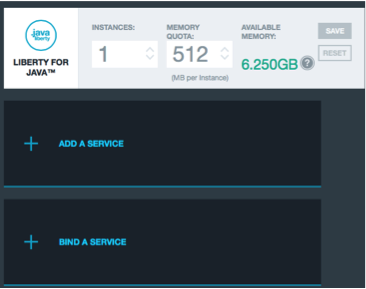 java
liberty
LIBERTY FOR
JAVA™
INSTANCES:
1
MEMORY
QUOTA:
512
(MB per Instance)
AVAILABLE
MEMORY:
6.250GB ?
SAVE
RESET
+ ADD A SERVICE
+ BIND A SERVICE